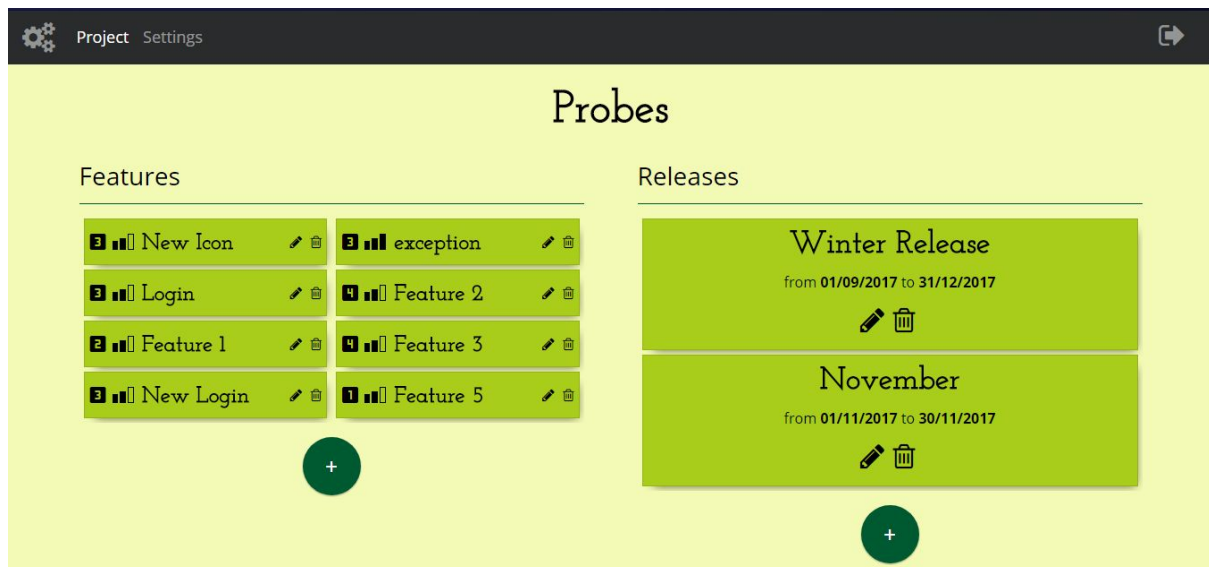 Project Settings
Probes
Features
3 New Icon
3 exception
3 Login
4 Feature 2
2 Feature 1
4 Feature 3
3 New Login
1 Feature 5
+
Releases
Winter Release
from 01/09/2017 to 31/12/2017
November
from 01/11/2017 to 30/11/2017
+